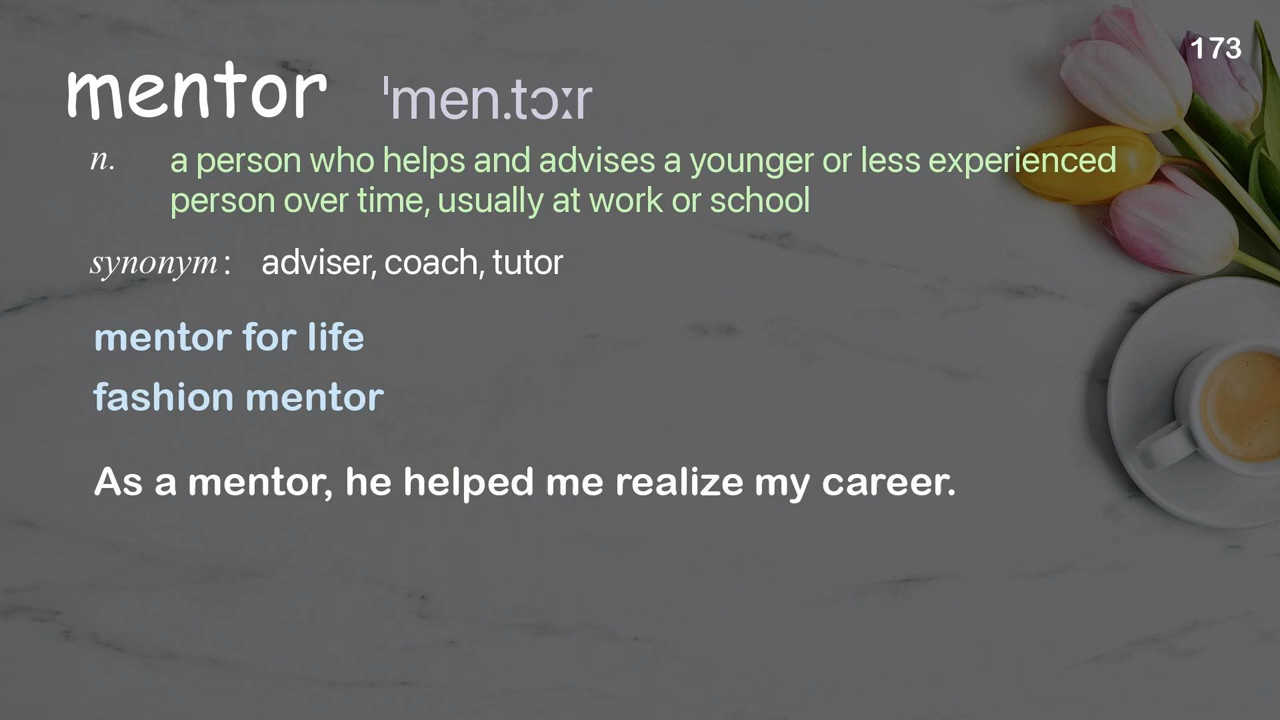 173
mentor ˈmen.tɔːr
n. a person who helps and advises a younger or less experienced
person over time, usually at work or school
synonym: adviser, coach, tutor
mentor for life
fashion mentor
As a mentor, he helped me realize my career.